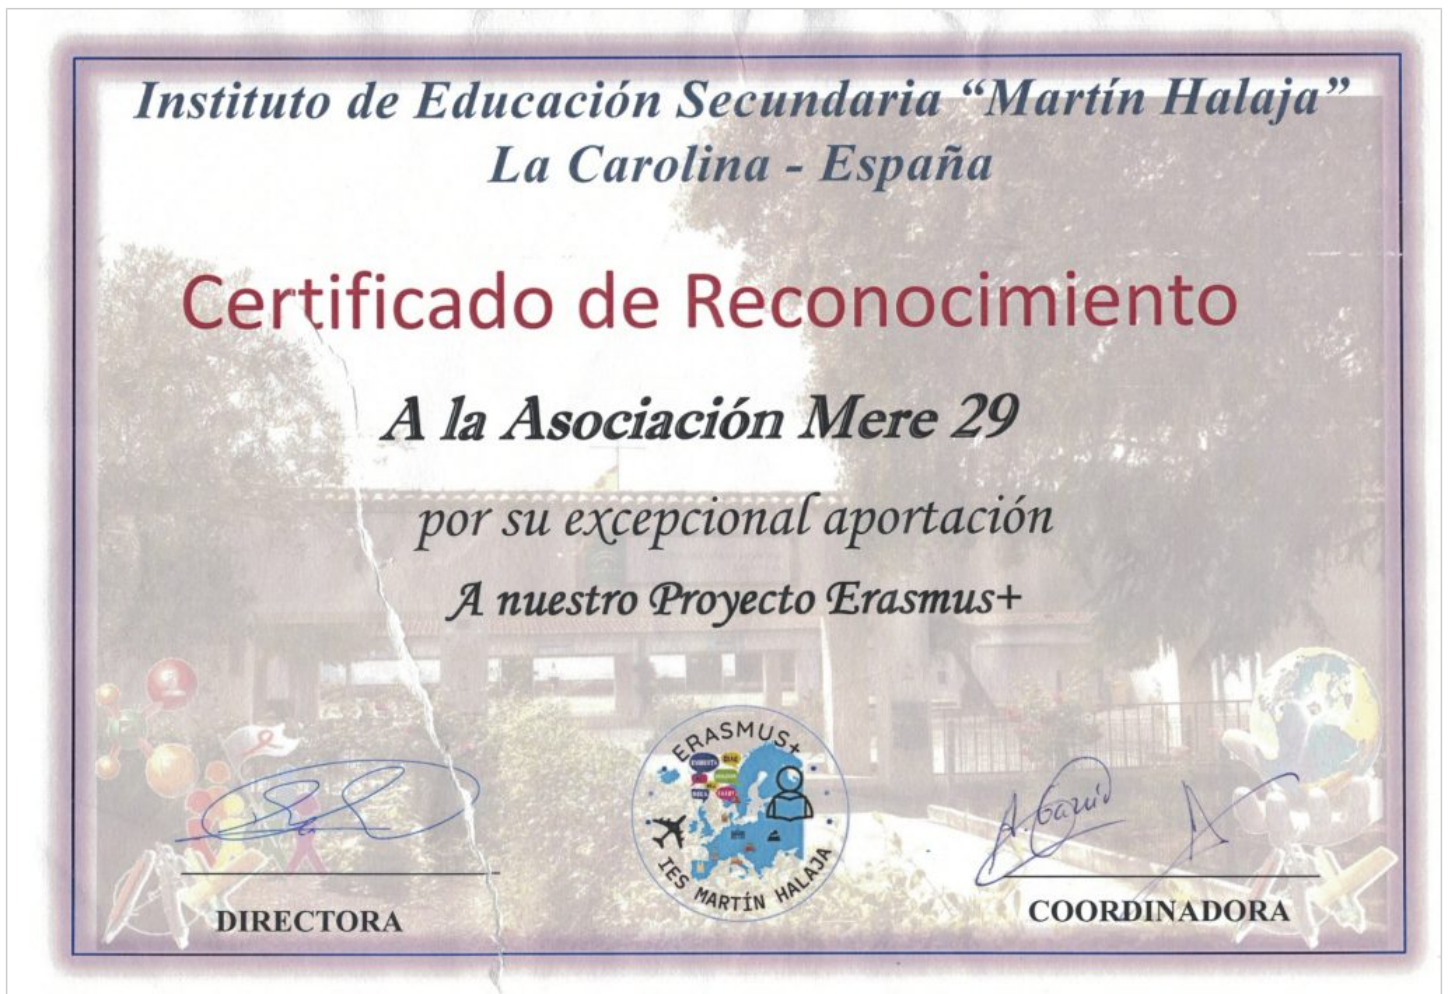 Instituto de Educación Secundaria “Martín Halaja”
La Carolina - España
Certificado de Reconocimiento
A la Asociación Mere 29
por su excepcional aportación
A nuestro Proyecto Erasmus+
ERASMUS+
IES MARTÍN HALAJA
DIRECTORA
COORDINADORA